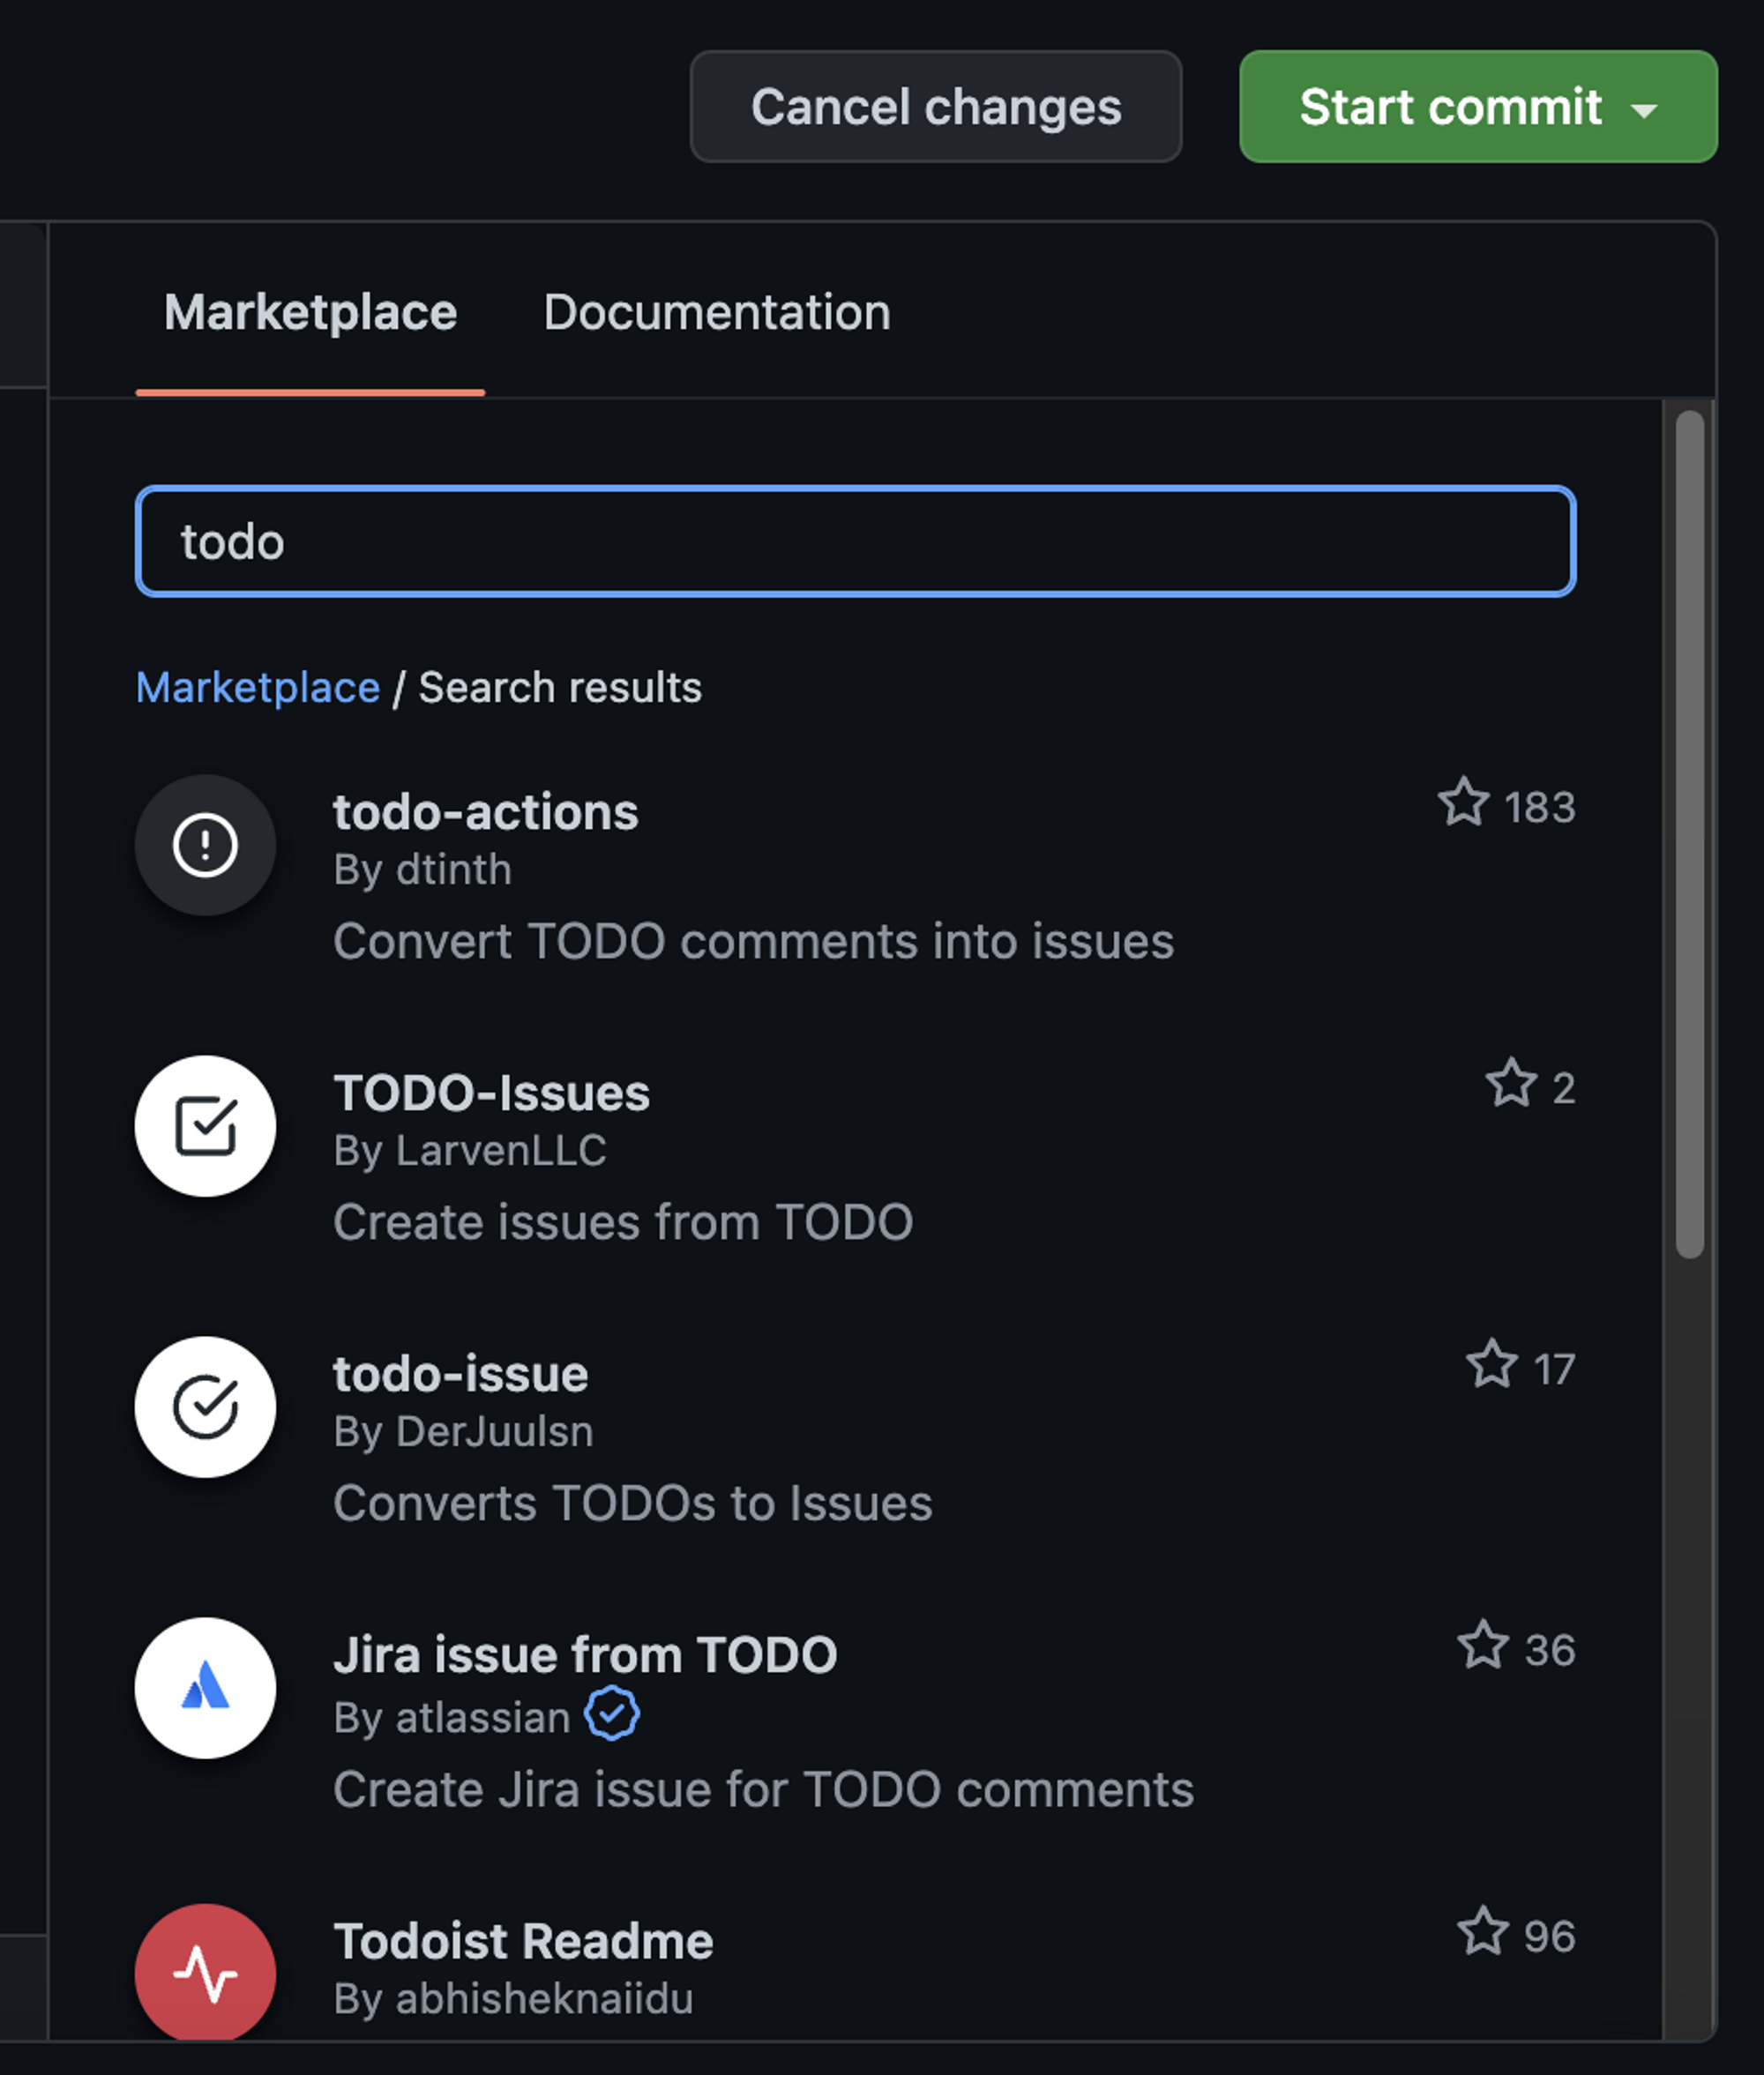 Cancel changes
Start commit
Marketplace
Documentation
todo
Marketplace / Search results
todo-actions
183
By dtinth
Convert TODO comments into issues
TODO-Issues
2
By LarvenLLC
Create issues from TODO
todo-issue
17
By DerJuulsn
Converts TODOs to Issues
Jira issue from TODO
36
By atlassian
Create Jira issue for TODO comments
Todoist Readme
96
By abhisheknaiidu